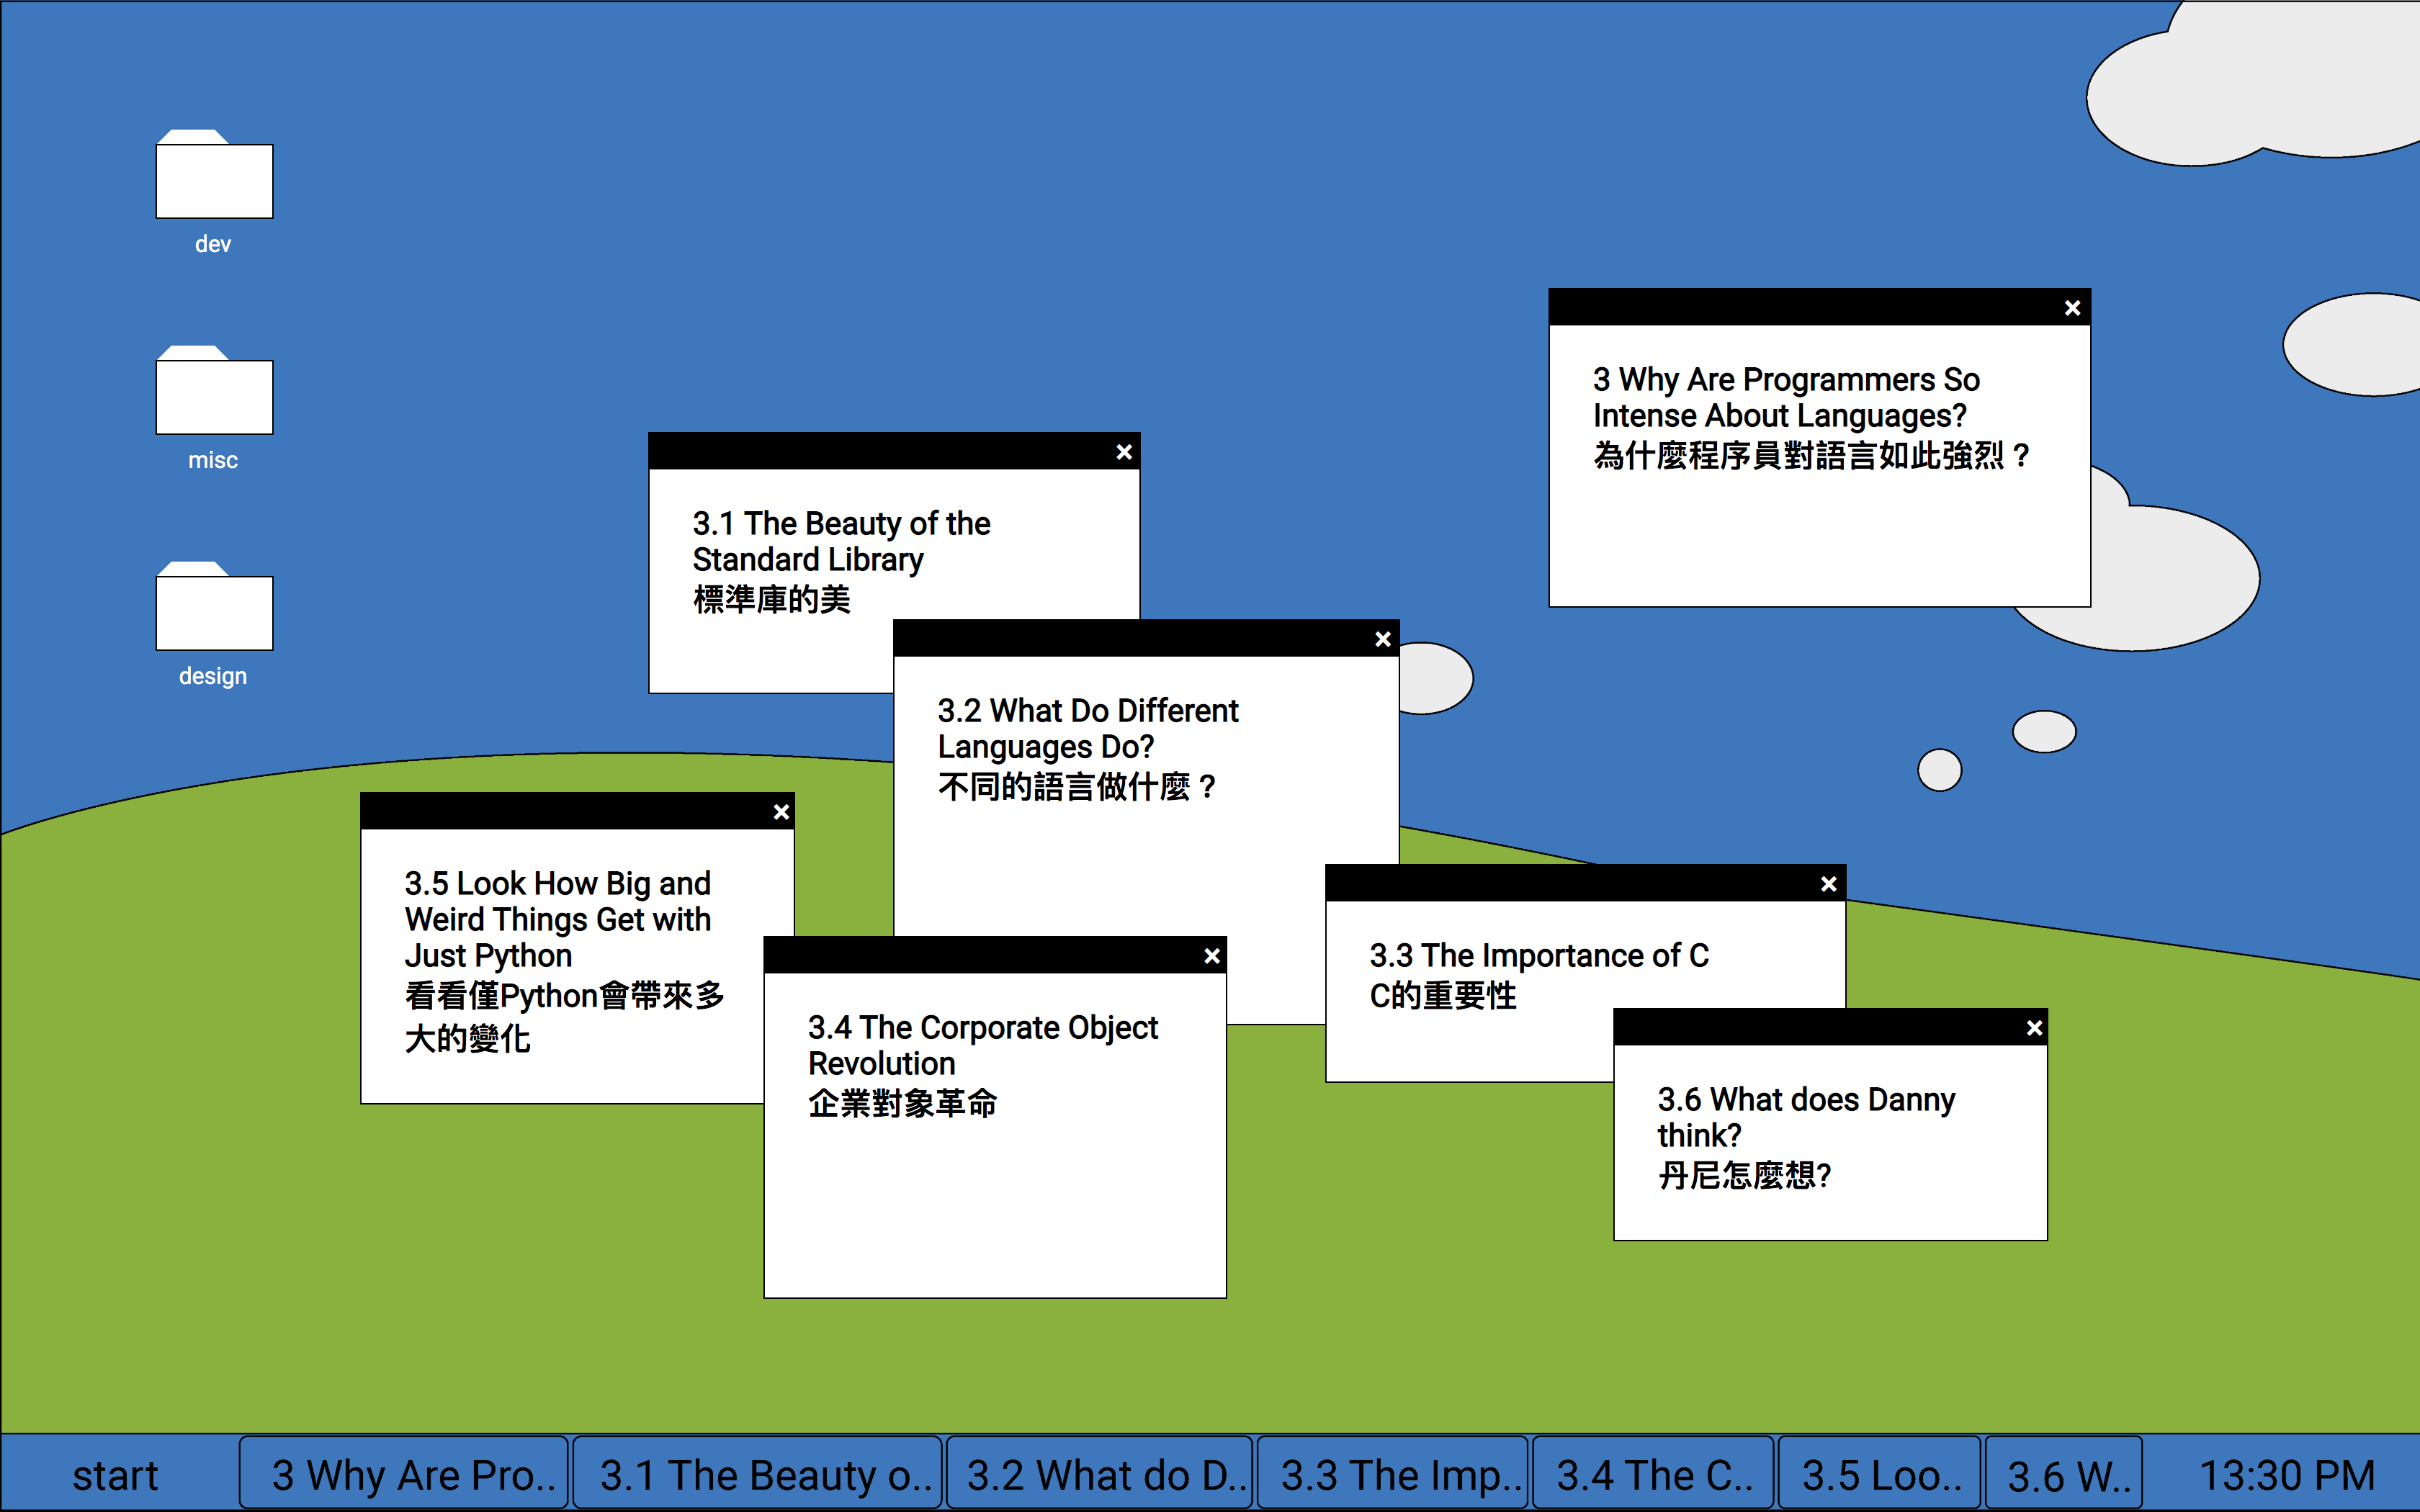 dev
misc
design
3 Why Are Programmers So
Intense About Languages?
為什麼程序員對語言如此強烈？
3.1 The Beauty of the
Standard Library
標準庫的美
3.2 What Do Different
Languages Do?
不同的語言做什麼？
3.5 Look How Big and
Weird Things Get with
Just Python
看看僅Python會帶來多
大的變化
3.4 The Corporate Object
Revolution
企業對象革命
3.3 The Importance of C
C的重要性
3.6 What does Danny
think?
丹尼怎麼想?
start
3 Why Are Pro..
3.1 The Beauty o..
3.2 What do D..
3.3 The Imp..
3.4 The C..
3.5 Loo..
3.6 W..
13:30 PM